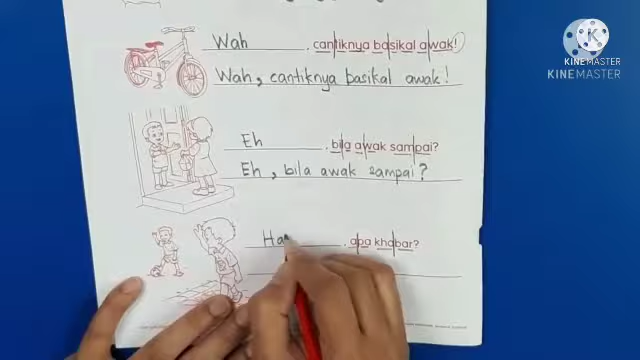 Wah, cantiknya basikal awak!
Wah, cantiknya basikal awak!
Eh, bila awak sampai?
Eh, bila awak sampai?
Ha, apa khabar?
KINEMASTER
KINEMASTER